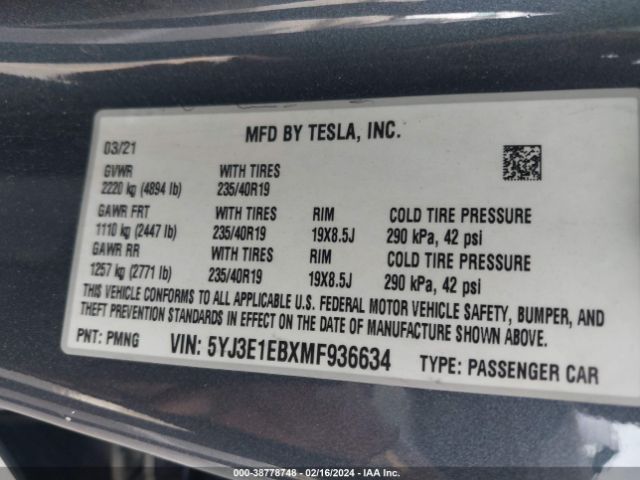 MFD BY TESLA, INC.
03/21
GVWR WITH TIRES
2220 kg (4894 lb) 235/40R19
GAWR FRT WITH TIRES RIM COLD TIRE PRESSURE
1110 kg (2447 lb) 235/40R19 19X8.5J 290 kPa, 42 psi
GAWR RR WITH TIRES RIM COLD TIRE PRESSURE
1257 kg (2771 lb) 235/40R19 19X8.5J 290 kPa, 42 psi
THIS VEHICLE CONFORMS TO ALL APPLICABLE U.S. FEDERAL MOTOR VEHICLE SAFETY, BUMPER, AND
THEFT PREVENTION STANDARDS IN EFFECT ON THE DATE OF MANUFACTURE SHOWN ABOVE.
PNT: PMNG VIN: 5YJ3E1EBXMF936634 TYPE: PASSENGER CAR
© 0-38778748 - 02/16/2024 - IAA Inc.